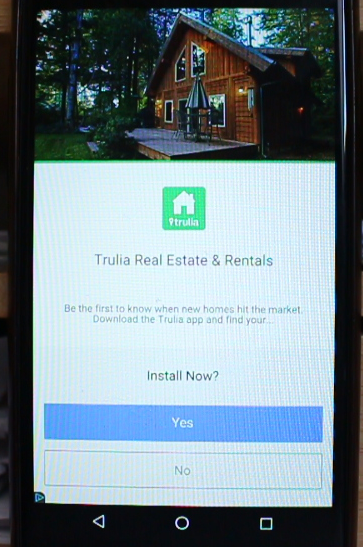 trulia
Trulia Real Estate & Rentals
Be the first to know when new homes hit the market.
Download the Trulia app and find your...
Install Now?
Yes
No